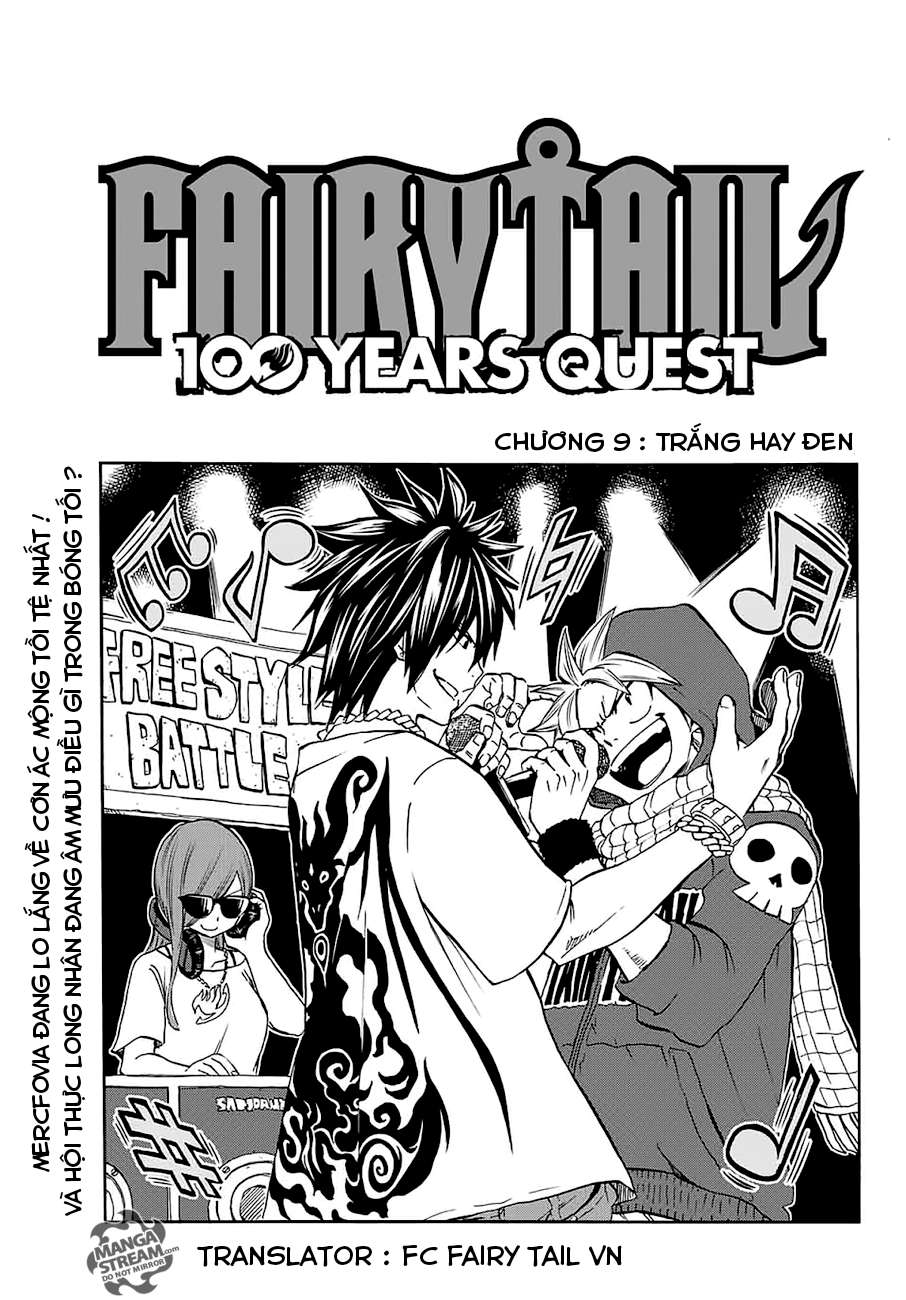 FAIRY TAIL
100 YEARS QUEST
CHƯƠNG 9 : TRẮNG HAY ĐEN
MERCFOVIA ĐANG LO LẮNG VỀ CƠN ÁC MỘNG TỒI TỆ NHẤT !
VÀ HỘI THỰC LONG NHÂN ĐANG ÂM MƯU ĐIỀU GÌ TRONG BÓNG TỐI ?
FREE STYLE
BATTLE
MANGA
STREAM.com
DO NOT MIRROR!
TRANSLATOR : FC FAIRY TAIL VN